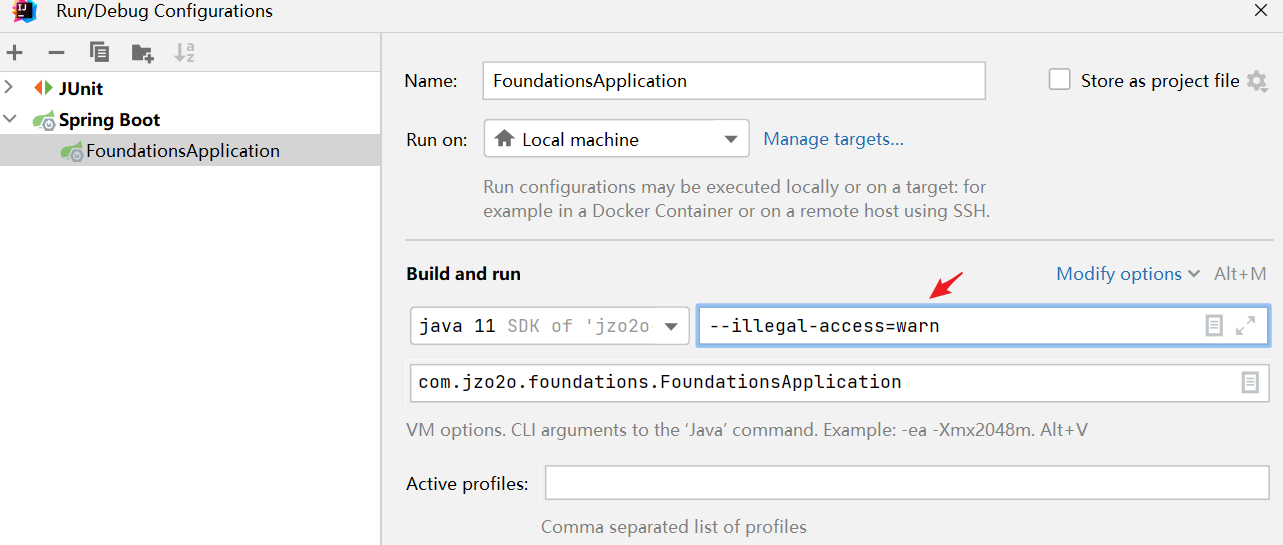 Run/Debug Configurations
JUnit
Spring Boot
FoundationsApplication
Name: FoundationsApplication Store as project file
Run on: Local machine Manage targets...
Run configurations may be executed locally or on a target: for
example in a Docker Container or on a remote host using SSH.
Build and run Modify options Alt+M
java 11 SDK of 'jzo2o --illegal-access=warn
com.jzo2o.foundations.FoundationsApplication
VM options. CLI arguments to the ‘Java’ command. Example: -ea -Xmx2048m. Alt+V
Active profiles:
Comma separated list of profiles